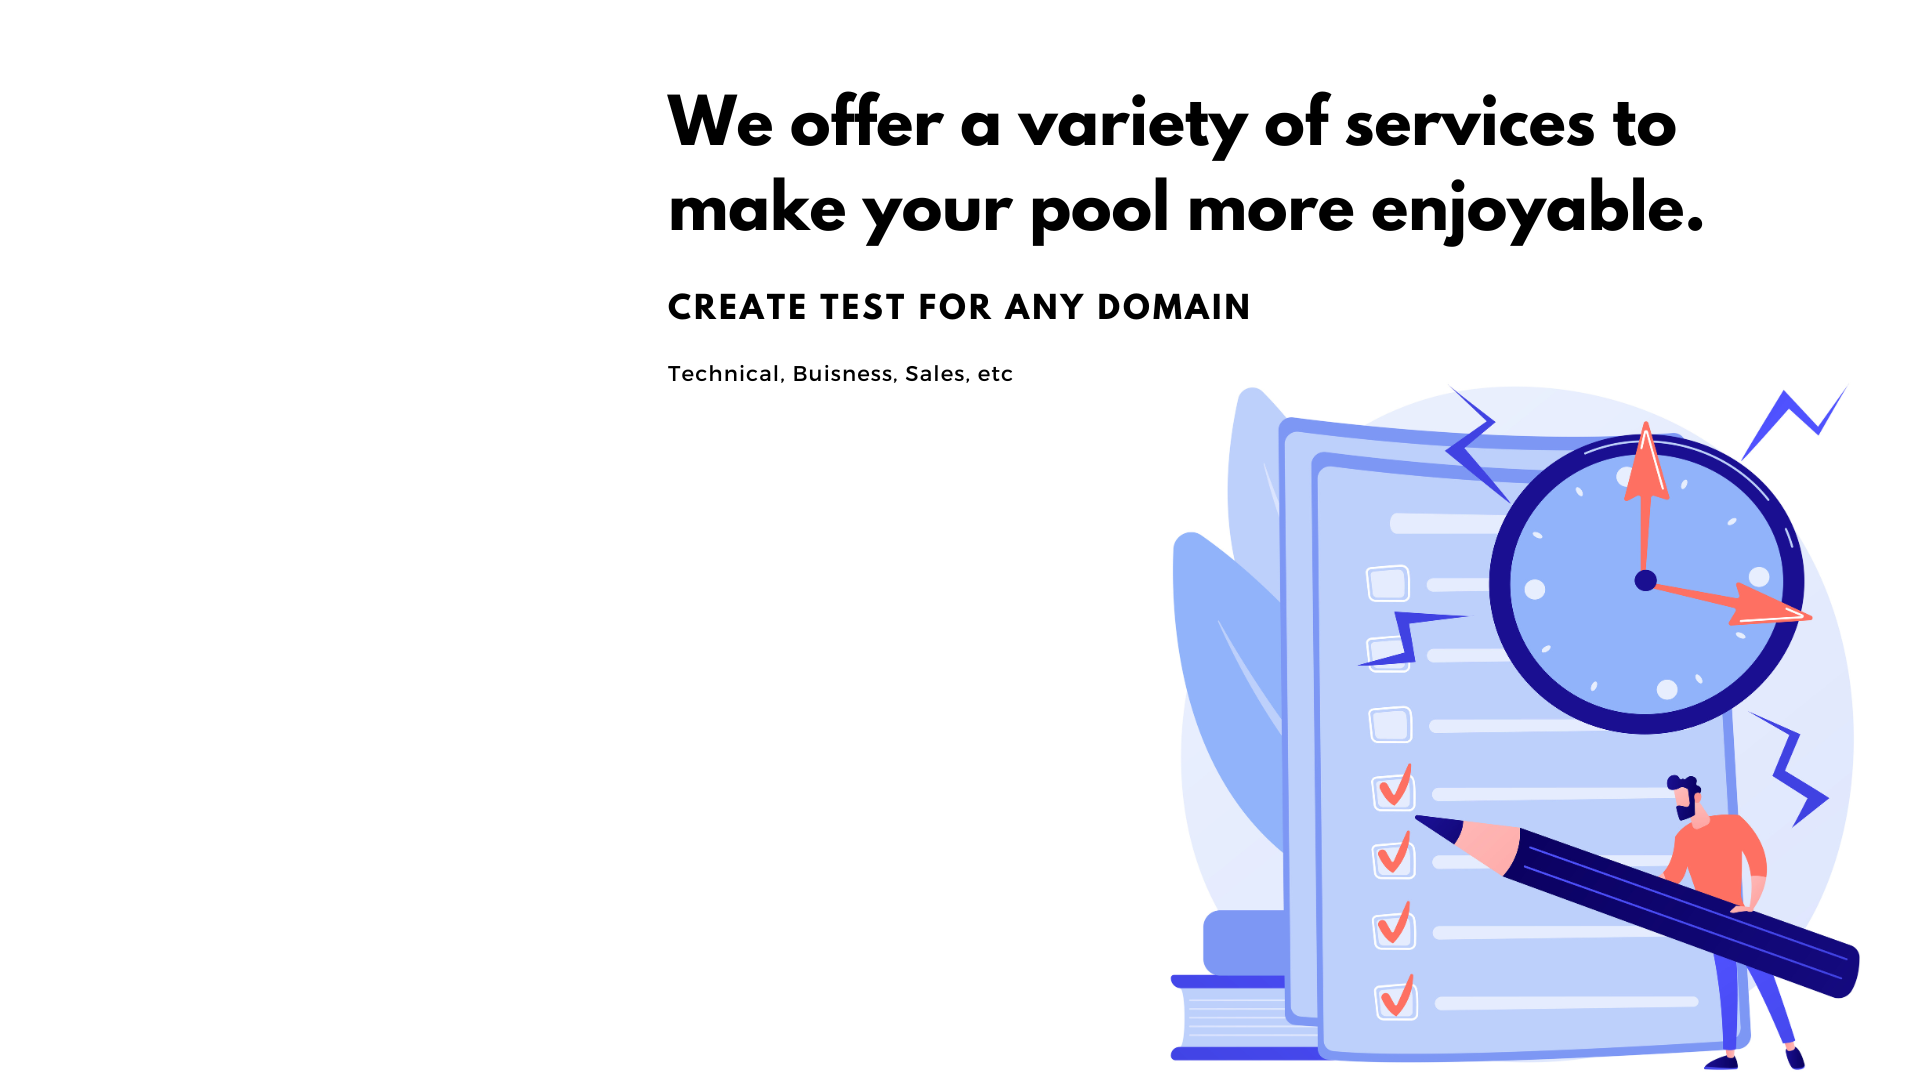 We offer a variety of services to
make your pool more enjoyable.
CREATE TEST FOR ANY DOMAIN
Technical, Buisness, Sales, etc